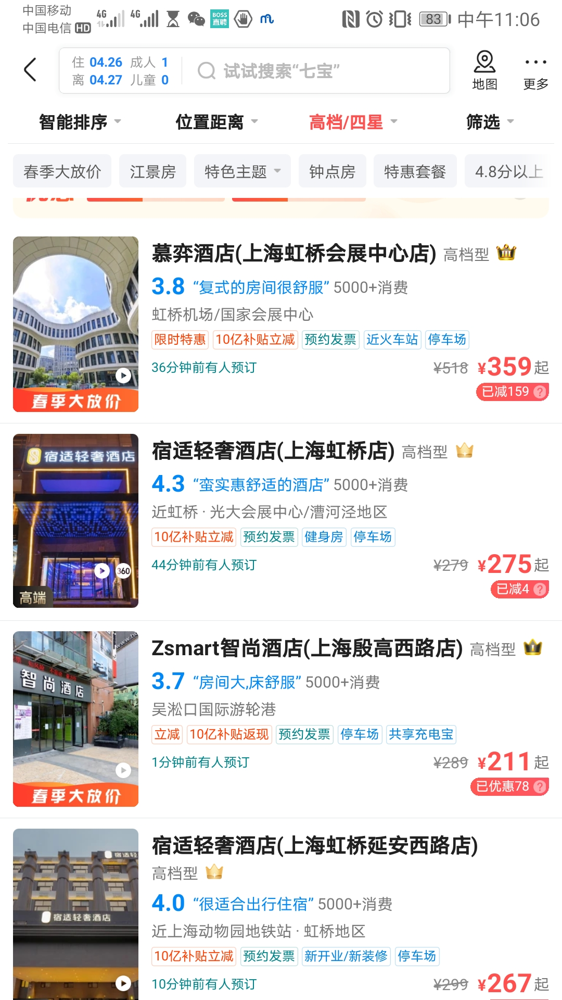 中国移动
中国电信 HD
4G 4G
BOSS
直聘
83
中午11:06
住 04.26 成人 1
离 04.27 儿童 0
试试搜索“七宝”
地图
更多
智能排序
位置距离
高档/四星
筛选
春季大放价
江景房
特色主题
钟点房
特惠套餐
4.8分以上
慕弈酒店(上海虹桥会展中心店) 高档型
3.8 “复式的房间很舒服” 5000+消费
虹桥机场/国家会展中心
限时特惠 10亿补贴立减 预约发票 近火车站 停车场
36分钟前有人预订
¥518 ¥359起
已减159 ?
春季大放价
宿适轻奢酒店
360
高端
宿适轻奢酒店(上海虹桥店) 高档型
4.3 “蛮实惠舒适的酒店” 5000+消费
近虹桥 · 光大会展中心/漕河泾地区
10亿补贴立减 预约发票 健身房 停车场
44分钟前有人预订
¥279 ¥275起
已减4 ?
智尚酒店
春季大放价
Zsmart智尚酒店(上海殷高西路店) 高档型
3.7 “房间大,床舒服” 5000+消费
吴淞口国际游轮港
立减 10亿补贴返现 预约发票 停车场 共享充电宝
1分钟前有人预订
¥289 ¥211起
已优惠78 ?
宿适轻
宿适轻奢酒店
宿适轻奢酒店(上海虹桥延安西路店)
高档型
4.0 “很适合出行住宿” 5000+消费
近上海动物园地铁站 · 虹桥地区
10亿补贴立减 预约发票 新开业/新装修 停车场
10分钟前有人预订
¥299 ¥267起